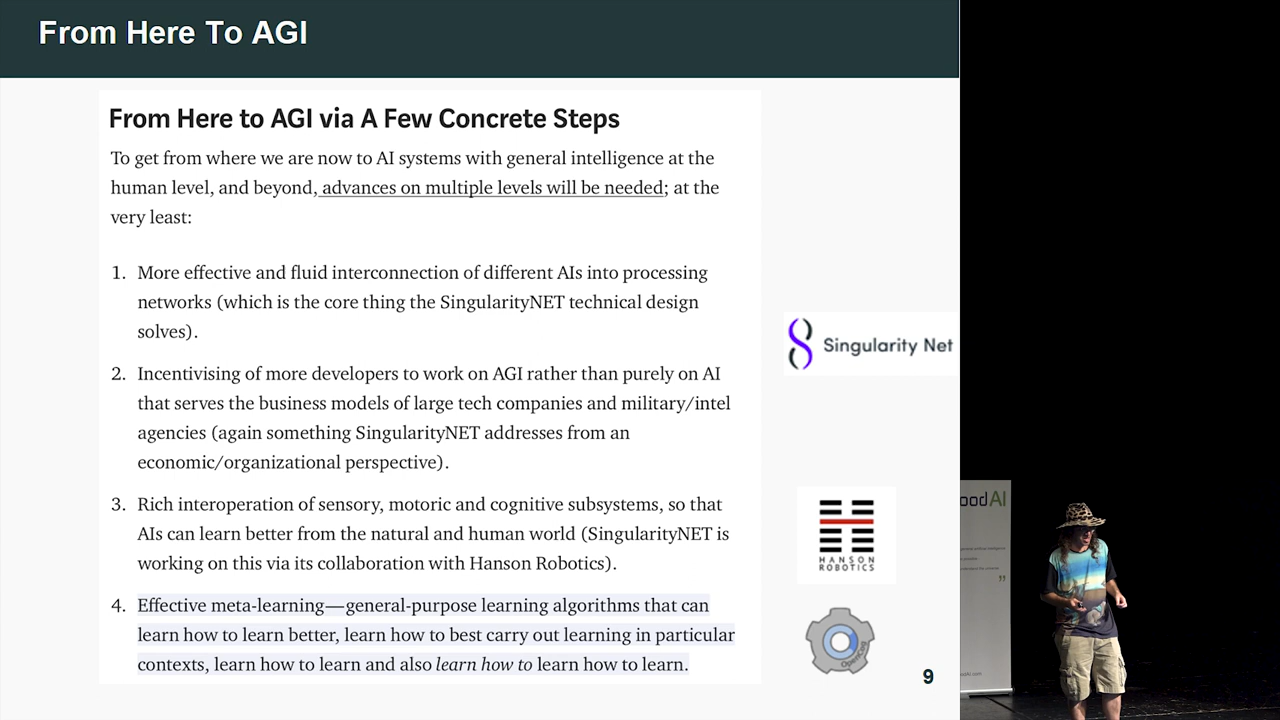 From Here To AGI
From Here to AGI via A Few Concrete Steps
To get from where we are now to AI systems with general intelligence at the
human level, and beyond, advances on multiple levels will be needed; at the
very least:
1. More effective and fluid interconnection of different AIs into processing
networks (which is the core thing the SingularityNET technical design
solves).
2. Incentivising of more developers to work on AGI rather than purely on AI
that serves the business models of large tech companies and military/intel
agencies (again something SingularityNET addresses from an
economic/organizational perspective).
3. Rich interoperation of sensory, motoric and cognitive subsystems, so that
AIs can learn better from the natural and human world (SingularityNET is
working on this via its collaboration with Hanson Robotics).
4. Effective meta-learning—general-purpose learning algorithms that can
learn how to learn better, learn how to best carry out learning in particular
contexts, learn how to learn and also learn how to learn how to learn.
Singularity Net
HANSON
ROBOTICS
OpenCog
9
oodAI